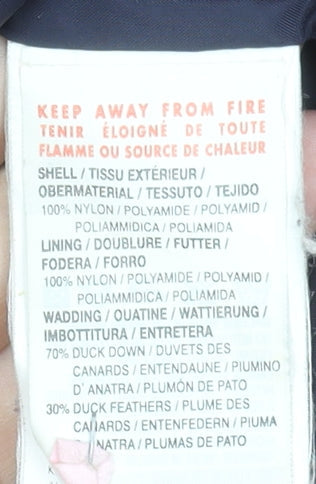 KEEP AWAY FROM FIRE
TENIR ÉLOIGNÉ DE TOUTE
FLAMME OU SOURCE DE CHALEUR
SHELL / TISSU EXTÉRIEUR /
OBERMATERIAL / TESSUTO / TEJIDO
100% NYLON / POLYAMIDE / POLYAMID /
POLIAMMIDICA / POLIAMIDA
LINING / DOUBLURE / FUTTER /
FODERA / FORRO
100% NYLON / POLYAMIDE / POLYAMID /
POLIAMMIDICA / POLIAMIDA
WADDING / OUATINE / WATTIERUNG /
IMBOTTITURA / ENTRETERA
70% DUCK DOWN / DUVETS DES
CANARDS / ENTENDAUNE / PIUMINO
D' ANATRA / PLUMÓN DE PATO
30% DUCK FEATHERS / PLUME DES
CANARDS / ENTENFEDERN / PIUMA
NATRA / PLUMAS DE PATO